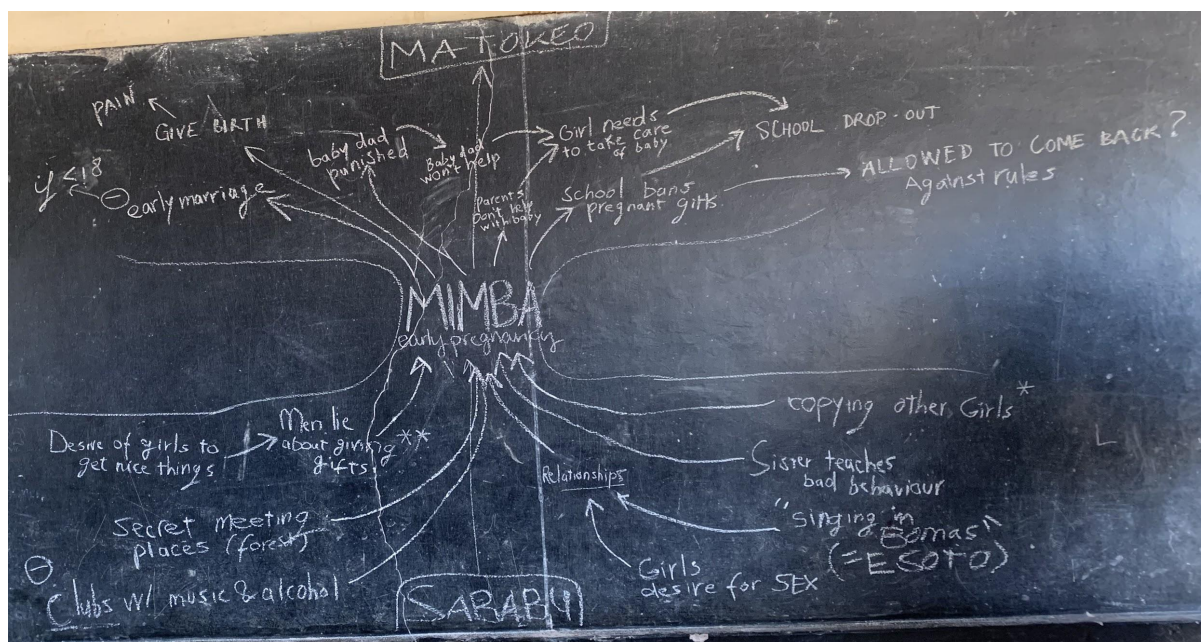 MATOKEO
PAIN
GIVE BIRTH
baby dad
punished
Baby dad
won't help
Girl needs
to take care
of baby
SCHOOL DROP-OUT
ALLOWED TO COME BACK?
Against rules
if <18
⊖
early marriage
Parents
Don't help
with baby
School bans
pregnant girls
MIMBA
early pregnancy
Desire of girls to
get nice things
Men lie
about giving **
gifts
copying other Girls *
Sister teaches
bad behaviour
Relationships
Secret meeting
places (forest)
"singing in
Bomas"
(=ESOTO)
⊖
Clubs w/ music & alcohol
Girls
desire for SEX